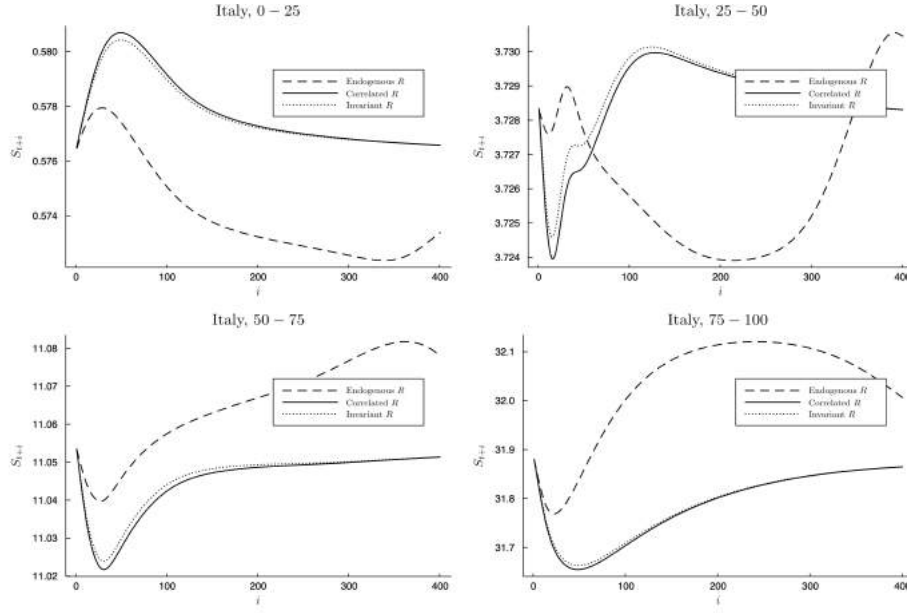 Italy, 0 − 25
0.580
0.578
0.576
0.574
S_{t+i}
Endogenous R
Correlated R
Invariant R
0 100 200 300 400
i
Italy, 25 − 50
3.730
3.729
3.728
3.727
3.726
3.725
3.724
S_{t+i}
Endogenous R
Correlated R
Invariant R
0 100 200 300 400
i
Italy, 50 − 75
11.08
11.07
11.06
11.05
11.04
11.03
11.02
S_{t+i}
Endogenous R
Correlated R
Invariant R
0 100 200 300 400
i
Italy, 75 − 100
32.1
32.0
31.9
31.8
31.7
S_{t+i}
Endogenous R
Correlated R
Invariant R
0 100 200 300 400
i